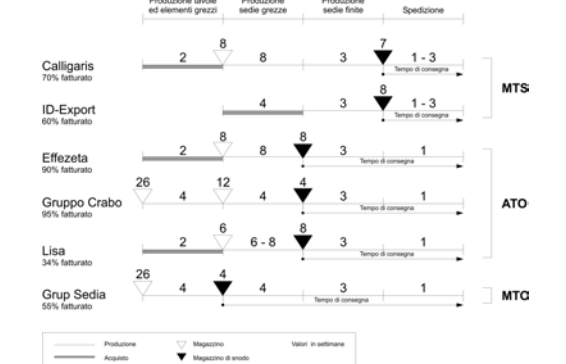 Produzione tavole Produzione Produzione
ed elementi grezzi sedie grezze sedie finite Spedizione
8 7
Calligaris 2 8 3 1 - 3
70% fatturato Tempo di consegna
MTS
8
ID-Export 4 3 1 - 3
60% fatturato Tempo di consegna
8 8
Effezeta 2 8 3 1
90% fatturato Tempo di consegna
26 12 4
Gruppo Crabo 4 4 3 1
95% fatturato Tempo di consegna
ATO
6 8
Lisa 2 6 - 8 3 1
34% fatturato Tempo di consegna
26 4
Grup Sedia 4 4 3 1
55% fatturato Tempo di consegna
MTO
Produzione Magazzino Valori in settimane
Acquisto Magazzino di snodo